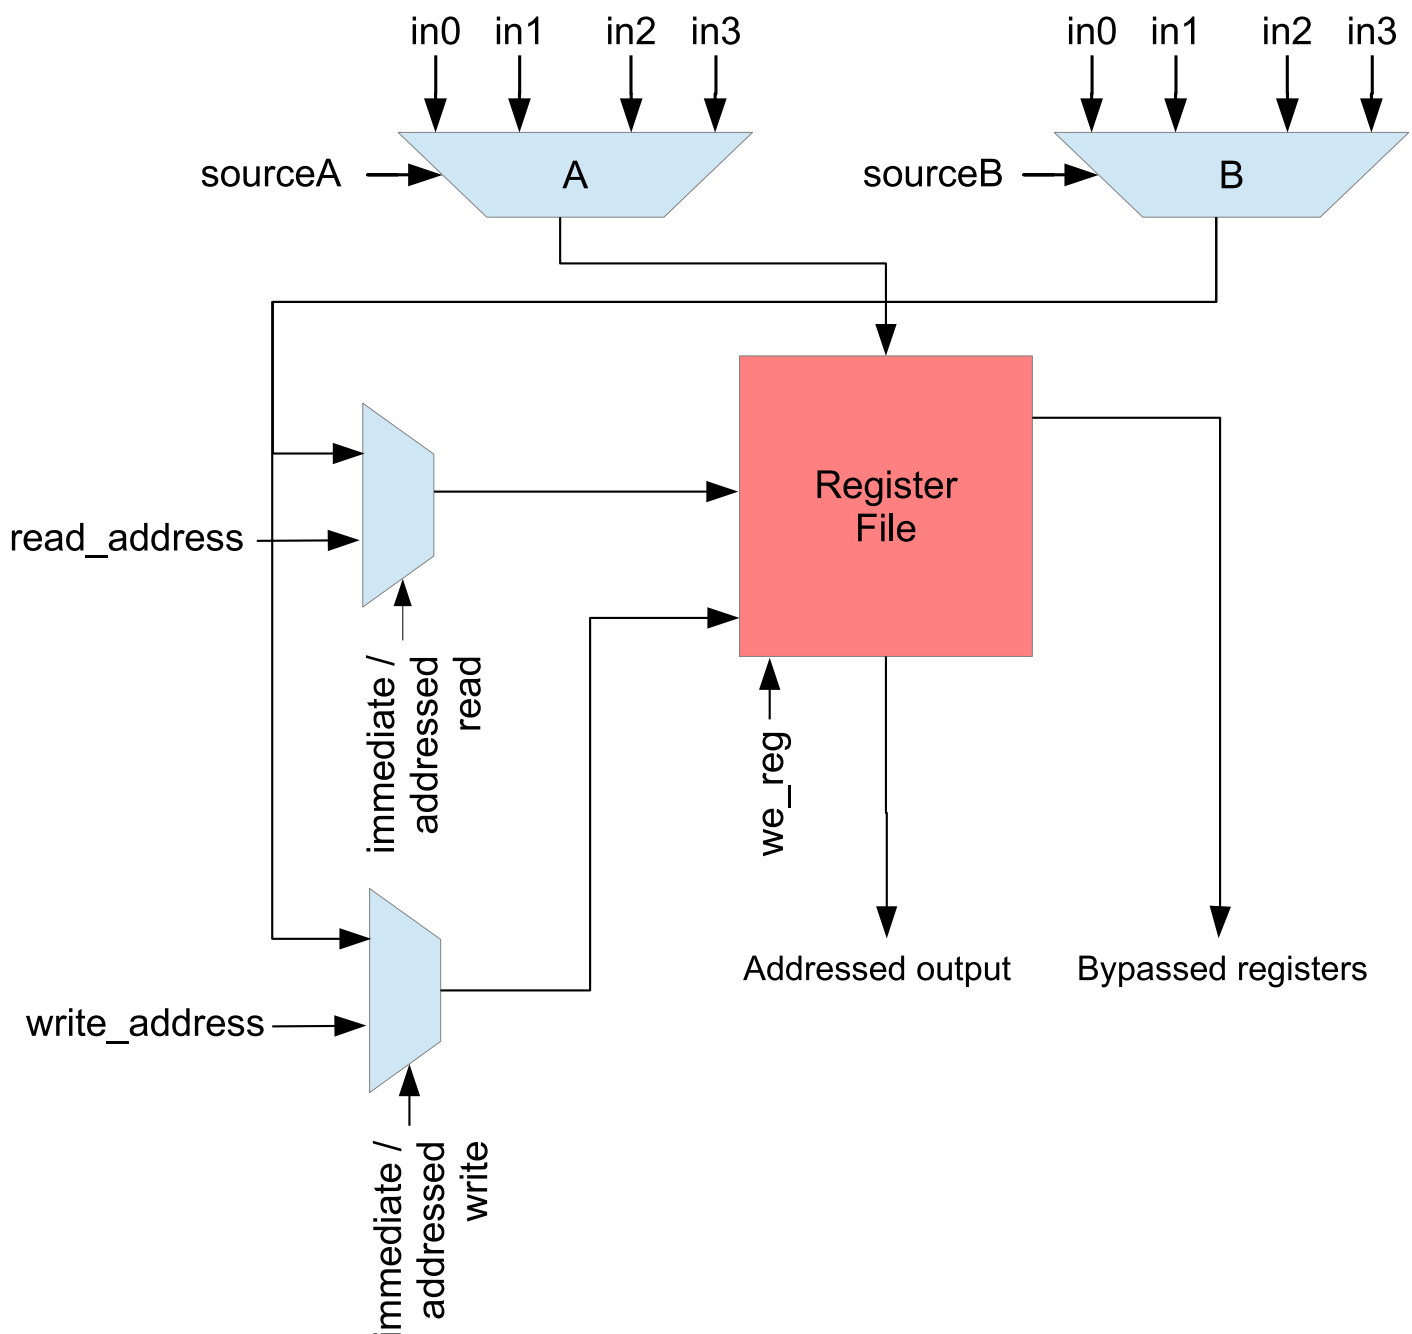 in0 in1 in2 in3
in0 in1 in2 in3
sourceA
A
sourceB
B
Register
File
read_address
immediate /
addressed
read
we_reg
Addressed output
Bypassed registers
write_address
immediate /
addressed
write